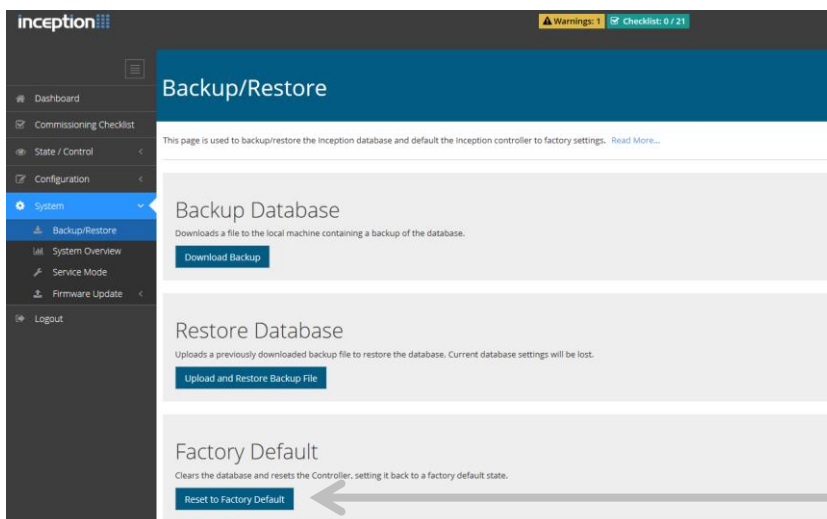 inception
Warnings: 1
Checklist: 0 / 21
Dashboard
Commissioning Checklist
State / Control
Configuration
System
Backup/Restore
System Overview
Service Mode
Firmware Update
Logout
Backup/Restore
This page is used to backup/restore the Inception database and default the Inception controller to factory settings. Read More...
Backup Database
Downloads a file to the local machine containing a backup of the database.
Download Backup
Restore Database
Uploads a previously downloaded backup file to restore the database. Current database settings will be lost.
Upload and Restore Backup File
Factory Default
Clears the database and resets the Controller, setting it back to a factory default state.
Reset to Factory Default